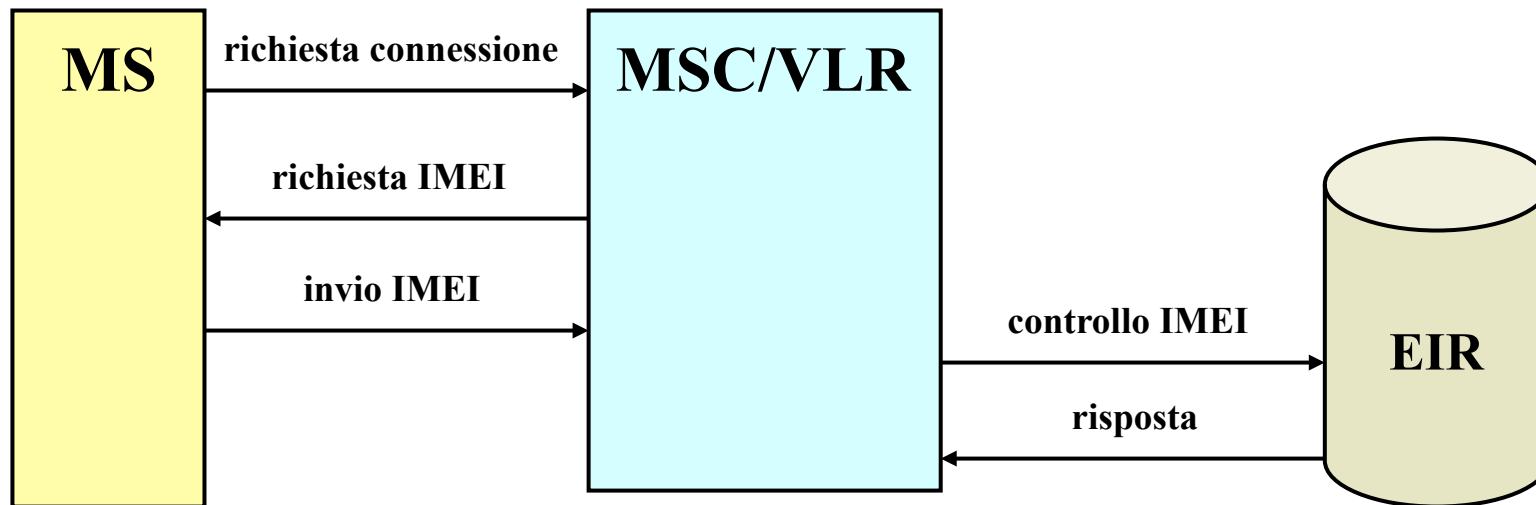 MS
richiesta connessione
MSC/VLR
richiesta IMEI
invio IMEI
controllo IMEI
EIR
risposta